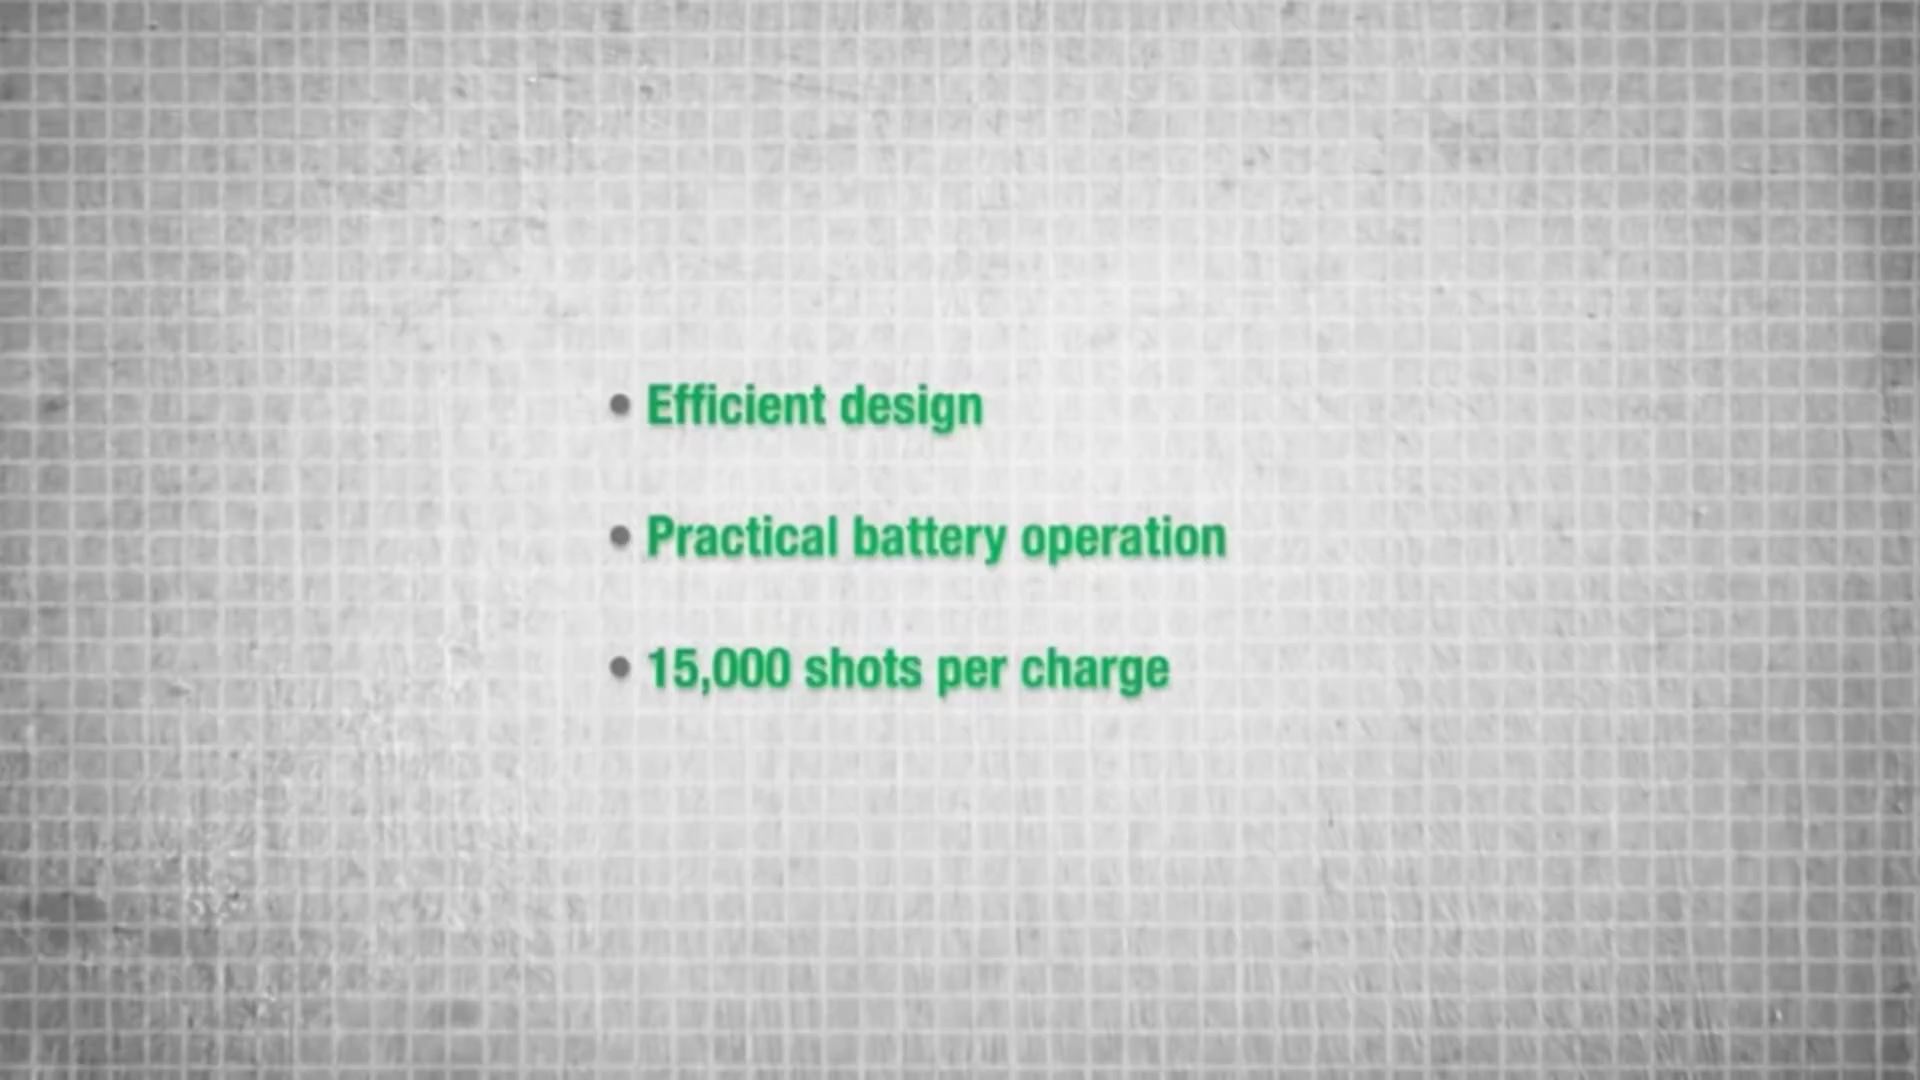 • Efficient design
• Practical battery operation
• 15,000 shots per charge